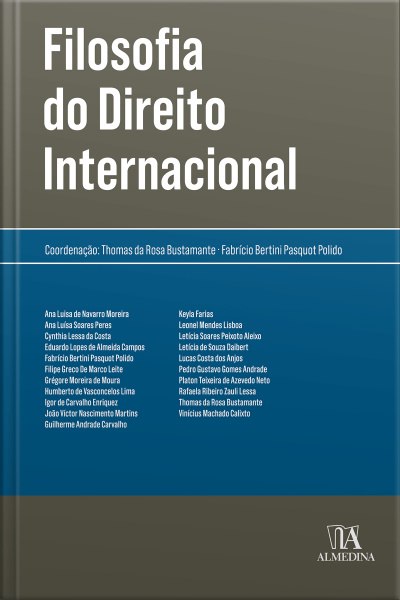 Filosofia
do Direito
Internacional
Coordenação: Thomas da Rosa Bustamante · Fabrício Bertini Pasquot Polido
Ana Luisa de Navarro Moreira
Ana Luísa Soares Peres
Cynthia Lessa da Costa
Eduardo Lopes de Almeida Campos
Fabrício Bertini Pasquot Polido
Filipe Greco De Marco Leite
Grégore Moreira de Moura
Humberto de Vasconcelos Lima
Igor de Carvalho Enríquez
João Víctor Nascimento Martins
Guilherme Andrade Carvalho
Keyla Farias
Leonel Mendes Lisboa
Letícia Soares Peixoto Aleixo
Letícia de Souza Daibert
Lucas Costa dos Anjos
Pedro Gustavo Gomes Andrade
Platon Teixeira de Azevedo Neto
Rafaela Ribeiro Zauli Lessa
Thomas da Rosa Bustamante
Vinícius Machado Calixto
ALMEDINA